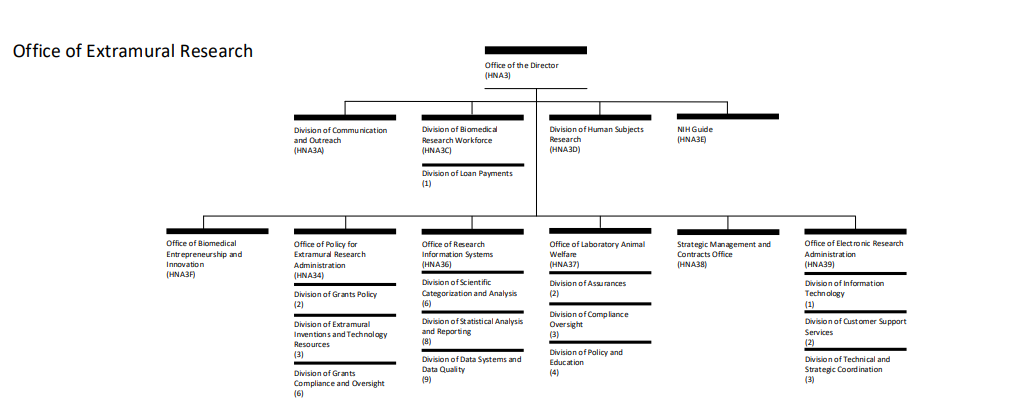 Office of Extramural Research
Office of the Director
(HNA3)
Division of Communication
and Outreach
(HNA3A)
Division of Biomedical
Research Workforce
(HNA3C)
Division of Loan Payments
(1)
Division of Human Subjects
Research
(HNA3D)
NIH Guide
(HNA3E)
Office of Biomedical
Entrepreneurship and
Innovation
(HNA3F)
Office of Policy for
Extramural Research
Administration
(HNA34)
Division of Grants Policy
(2)
Division of Extramural
Inventions and Technology
Resources
(3)
Division of Grants
Compliance and Oversight
(6)
Office of Research
Information Systems
(HNA36)
Division of Scientific
Categorization and Analysis
(6)
Division of Statistical Analysis
and Reporting
(8)
Division of Data Systems and
Data Quality
(9)
Office of Laboratory Animal
Welfare
(HNA37)
Division of Assurances
(2)
Division of Compliance
Oversight
(3)
Division of Policy and
Education
(4)
Strategic Management and
Contracts Office
(HNA38)
Office of Electronic Research
Administration
(HNA39)
Division of Information
Technology
(1)
Division of Customer Support
Services
(2)
Division of Technical and
Strategic Coordination
(3)